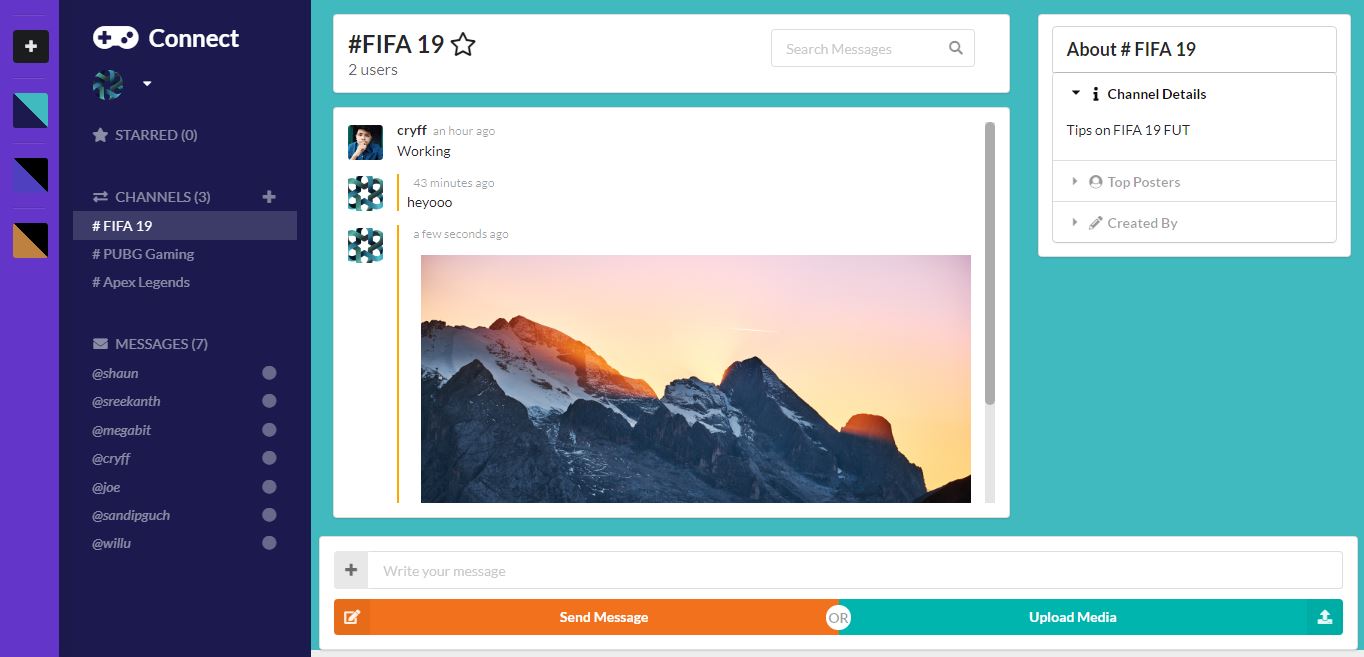 Connect
STARRED (0)
CHANNELS (3)
# FIFA 19
# PUBG Gaming
# Apex Legends
MESSAGES (7)
@shaun
@sreekanth
@megabit
@cryff
@joe
@sandipguch
@willu
#FIFA 19
2 users
Search Messages
cryff an hour ago
Working
43 minutes ago
heyooo
a few seconds ago
Write your message
Send Message
OR
Upload Media
About # FIFA 19
Channel Details
Tips on FIFA 19 FUT
Top Posters
Created By